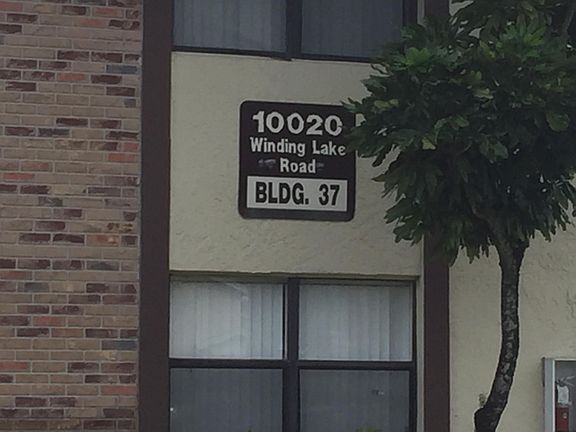 10020
Winding Lake
Road
BLDG. 37